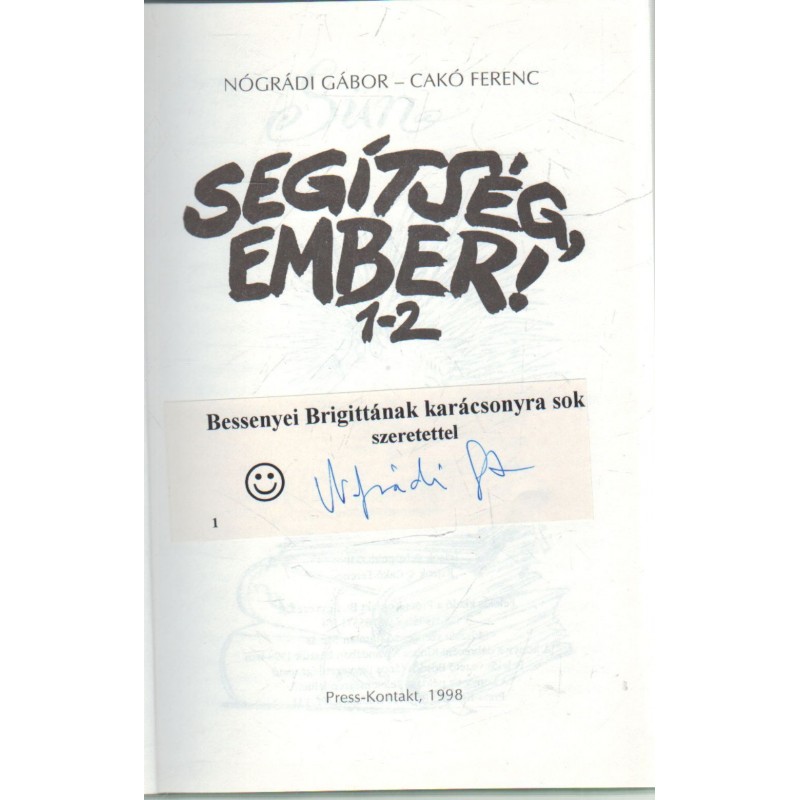 NÓGRÁDI GÁBOR – CAKÓ FERENC
SEGÍTSÉG,
EMBER!
1-2
Bessenyei Brigittának karácsonyra sok
szeretettel
Nógrádi G
1
Press-Kontakt, 1998